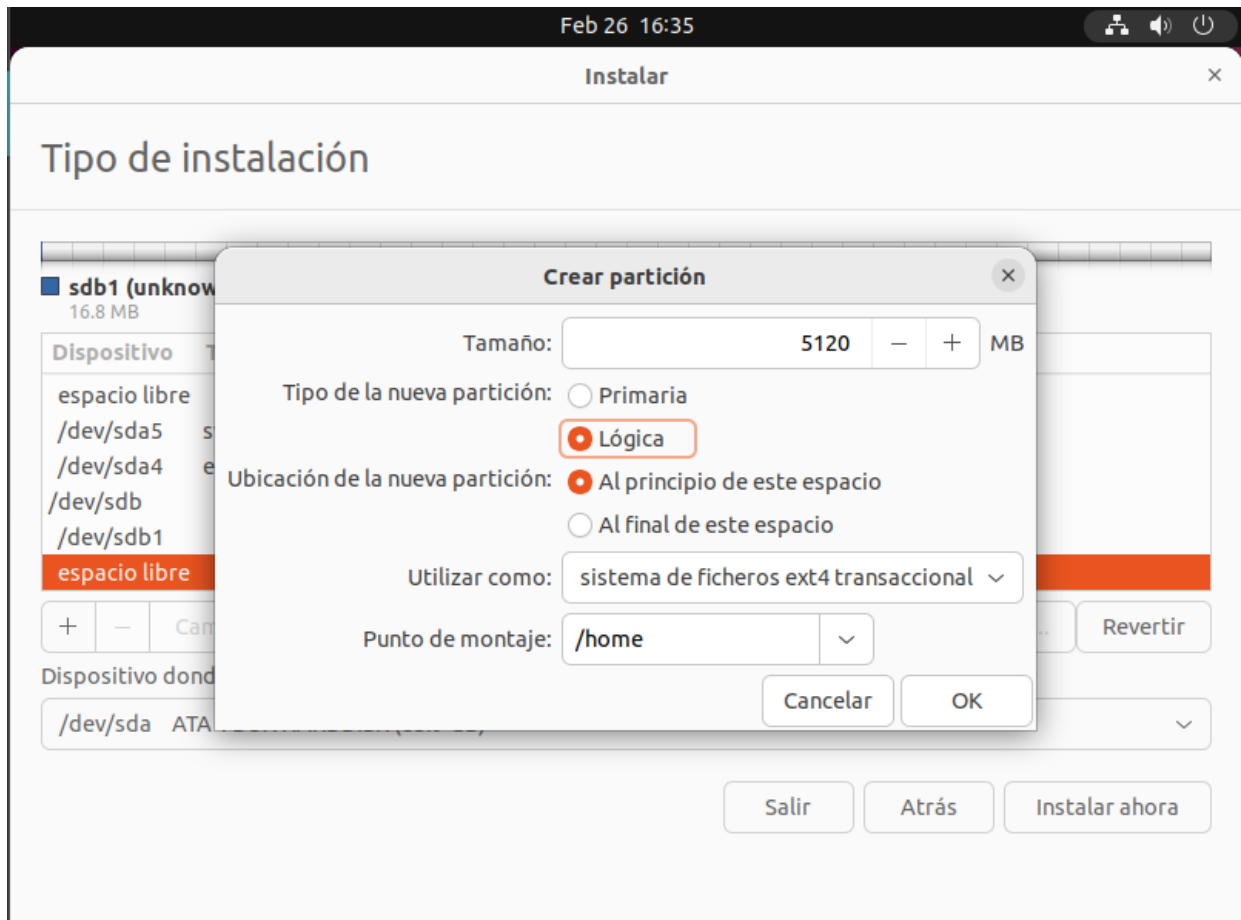 Feb 26 16:35
Instalar
Tipo de instalación
Crear partición
sdb1 (unknow
16.8 MB
Tamaño: 5120 MB
Dispositivo T
Tipo de la nueva partición: Primaria
espacio libre
Lógica
/dev/sda5 s
/dev/sda4 e
Ubicación de la nueva partición: Al principio de este espacio
/dev/sdb
Al final de este espacio
/dev/sdb1
espacio libre
Utilizar como: sistema de ficheros ext4 transaccional
+ − Cam
Punto de montaje: /home
Revertir
Dispositivo dond
Cancelar OK
/dev/sda ATA
Salir Atrás Instalar ahora